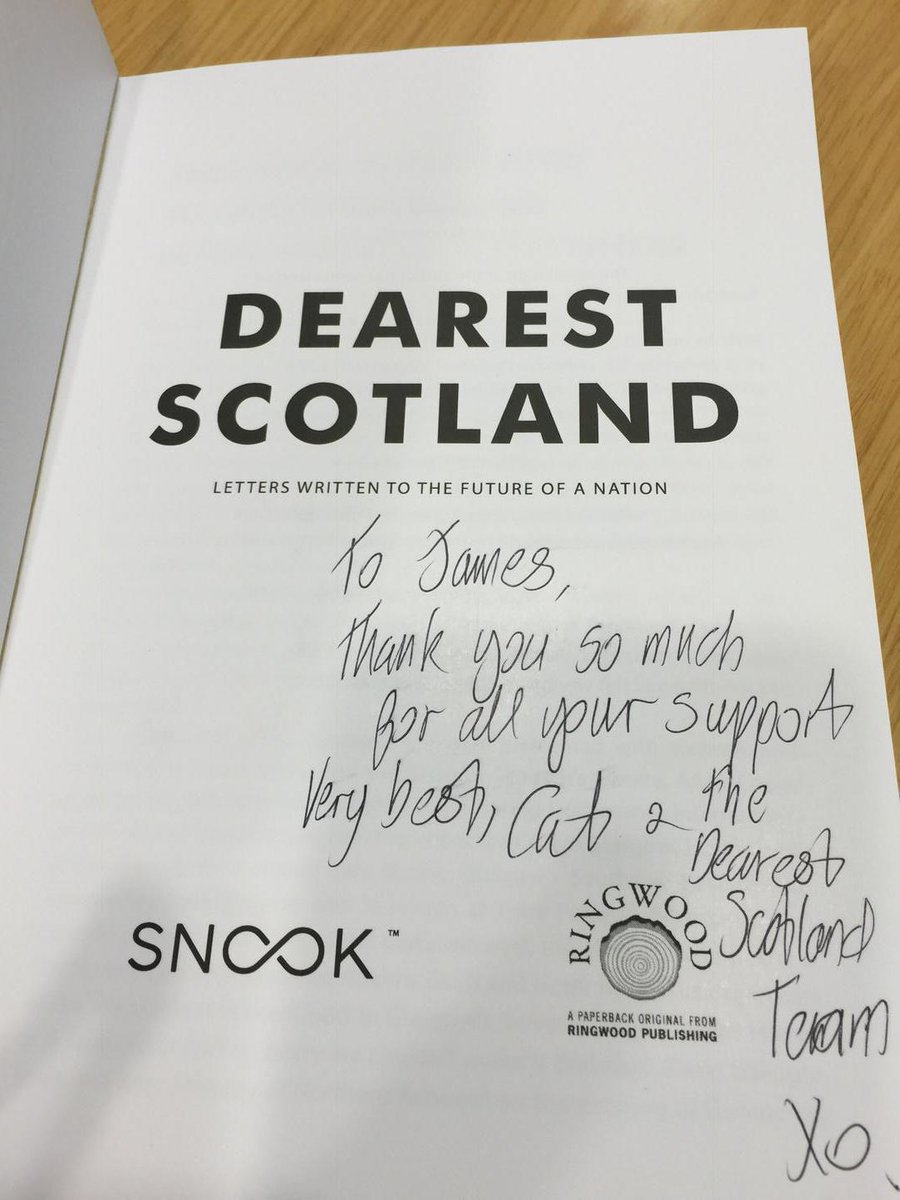 DEAREST
SCOTLAND
LETTERS WRITTEN TO THE FUTURE OF A NATION
To James,
Thank you so much
for all your support
Very best, Cat & The
Dearest
Scotland
Team
Xo
SNOOK™
RINGWOOD
A PAPERBACK ORIGINAL FROM
RINGWOOD PUBLISHING